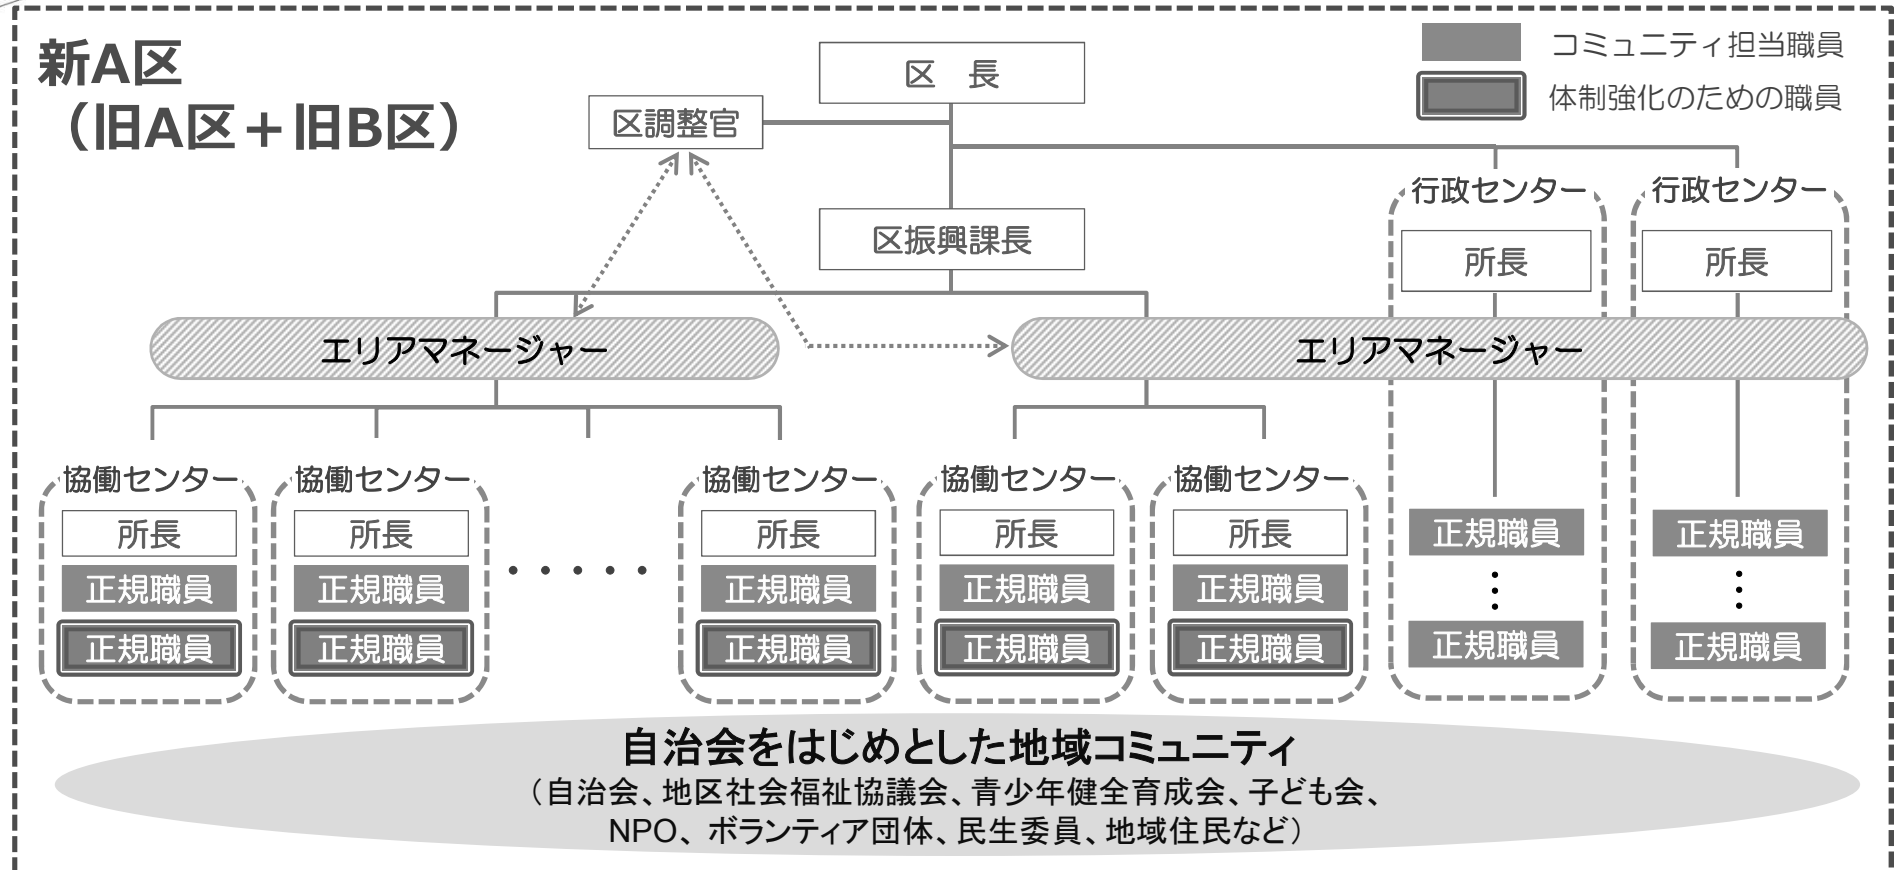 新A区
（旧A区＋旧B区）
コミュニティ担当職員
体制強化のための職員
区　長
区調整官
区振興課長
行政センター
行政センター
所長
所長
エリアマネージャー
エリアマネージャー
協働センター
協働センター
協働センター
協働センター
協働センター
所長
所長
・・・・・
所長
所長
所長
正規職員
正規職員
正規職員
正規職員
正規職員
正規職員
正規職員
正規職員
正規職員
正規職員
正規職員
正規職員
正規職員
正規職員
自治会をはじめとした地域コミュニティ
（自治会、地区社会福祉協議会、青少年健全育成会、子ども会、
NPO、ボランティア団体、民生委員、地域住民など）